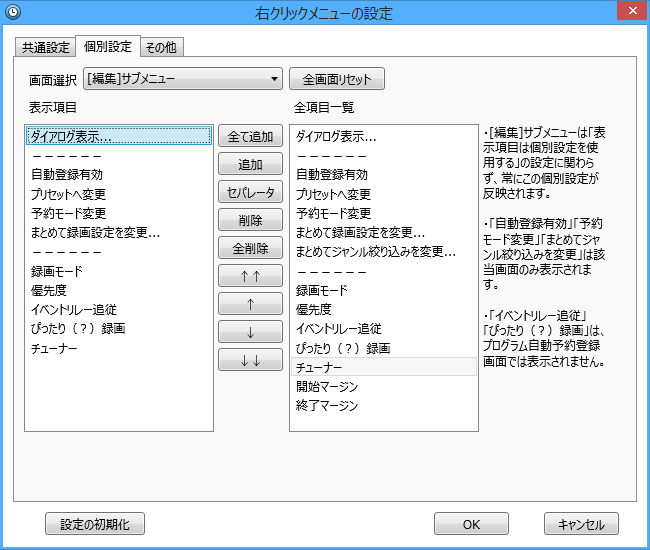 右クリックメニューの設定
共通設定 個別設定 その他
画面選択 [編集]サブメニュー 全画面リセット
表示項目
ダイアログ表示...
－－－－－－
自動登録有効
プリセットへ変更
予約モード変更
まとめて録画設定を変更...
－－－－－－
録画モード
優先度
イベントリレー追従
ぴったり（？）録画
チューナー
全て追加
追加
セパレータ
削除
全削除
↑↑
↑
↓
↓↓
全項目一覧
ダイアログ表示...
－－－－－－
自動登録有効
プリセットへ変更
予約モード変更
まとめて録画設定を変更...
まとめてジャンル絞り込みを変更...
－－－－－－
録画モード
優先度
イベントリレー追従
ぴったり（？）録画
チューナー
開始マージン
終了マージン
・[編集]サブメニューは「表
示項目は個別設定を使
用する」の設定に関わら
ず、常にこの個別設定が
反映されます。
・「自動登録有効」「予約
モード変更」「まとめてジャ
ンル絞り込みを変更」は該
当画面のみ表示されま
す。
・「イベントリレー追従」
「ぴったり（？）録画」は、
プログラム自動予約登録
画面では表示されません。
設定の初期化 OK キャンセル